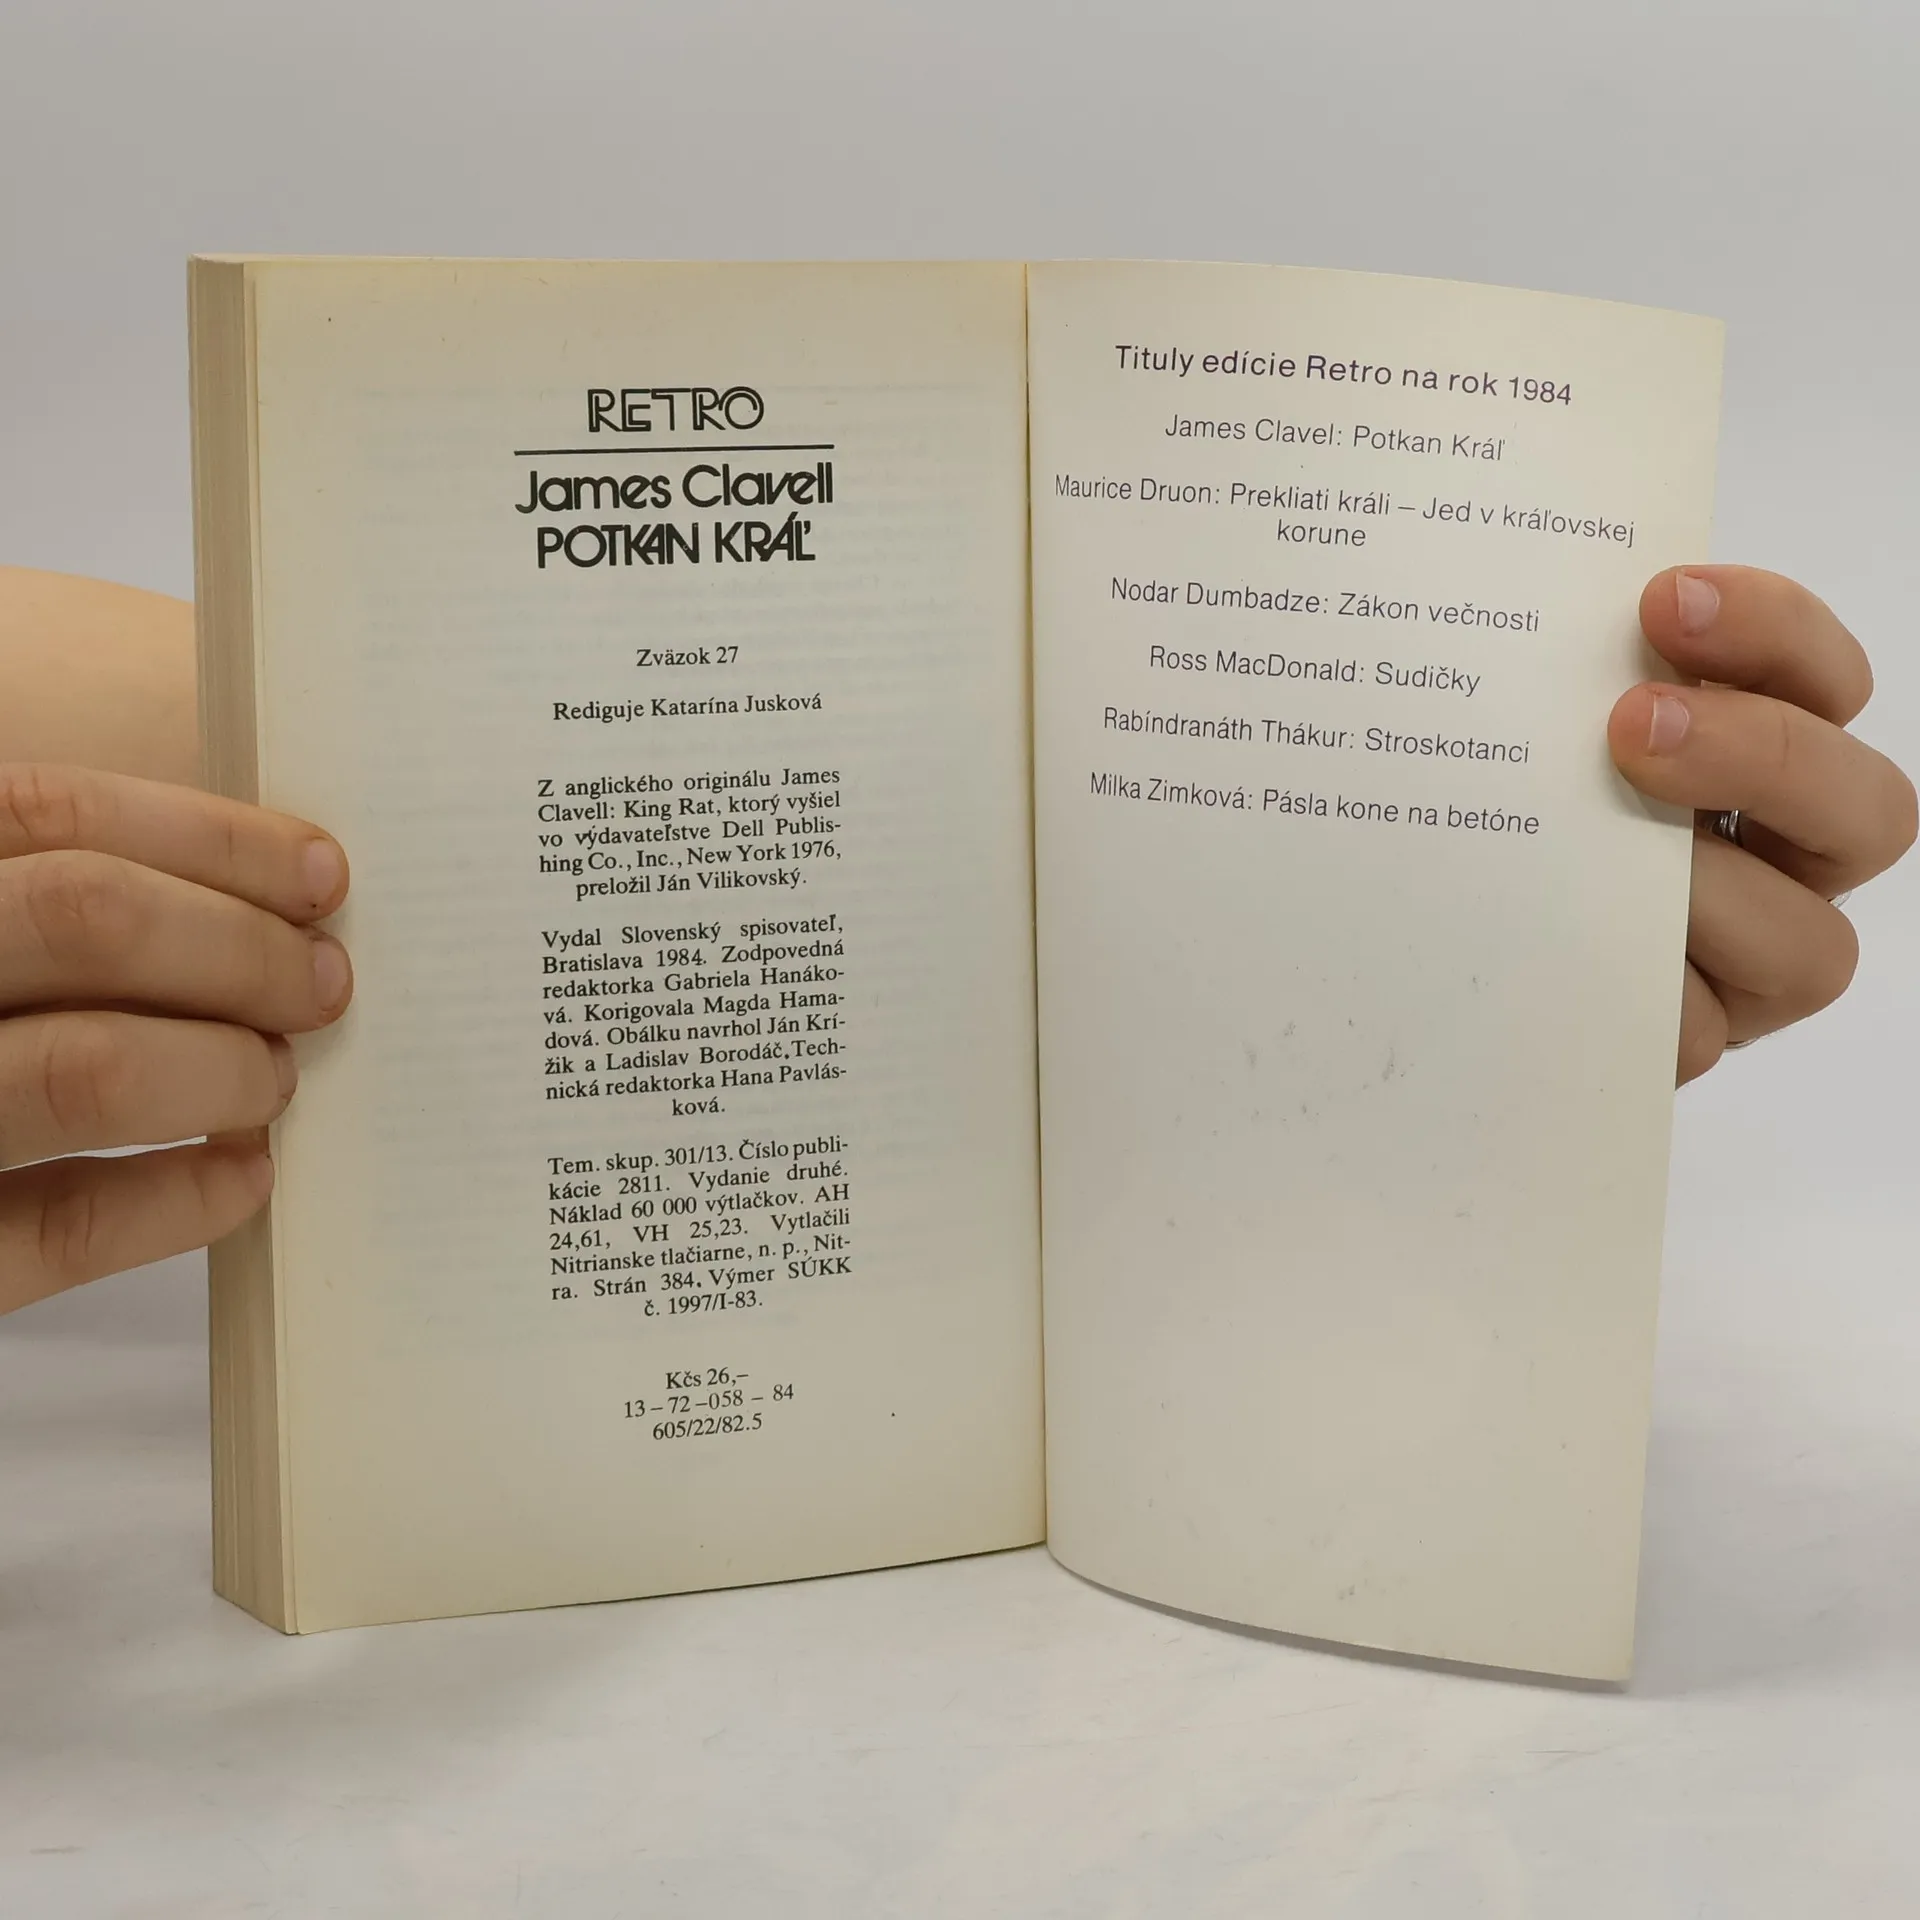 RETRO
James Clavell
POTKAN KRÁĽ
Zväzok 27
Rediguje Katarína Jusková
Z anglického originálu James
Clavell: King Rat, ktorý vyšiel
vo výdavateľstve Dell Publis-
hing Co., Inc., New York 1976,
preložil Ján Vilikovský.
Vydal Slovenský spisovateľ,
Bratislava 1984. Zodpovedná
redaktorka Gabriela Hanáko-
vá. Korigovala Magda Hama-
dová. Obálku navrhol Ján Krí-
žik a Ladislav Borodáč. Tech-
nická redaktorka Hana Pavlás-
ková.
Tem. skup. 301/13. Číslo publi-
kácie 2811. Vydanie druhé.
Náklad 60 000 výtlačkov. AH
24,61, VH 25,23. Vytlačili
Nitrianske tlačiarne, n. p., Nit-
ra. Strán 384. Výmer SÚKK
č. 1997/I-83.
Kčs 26,–
13 – 72 –058 – 84
605/22/82.5
Tituly edície Retro na rok 1984
James Clavel: Potkan Kráľ
Maurice Druon: Prekliati králi – Jed v kráľovskej
korune
Nodar Dumbadze: Zákon večnosti
Ross MacDonald: Sudičky
Rabíndranáth Thákur: Stroskotanci
Milka Zimková: Pásla kone na betóne